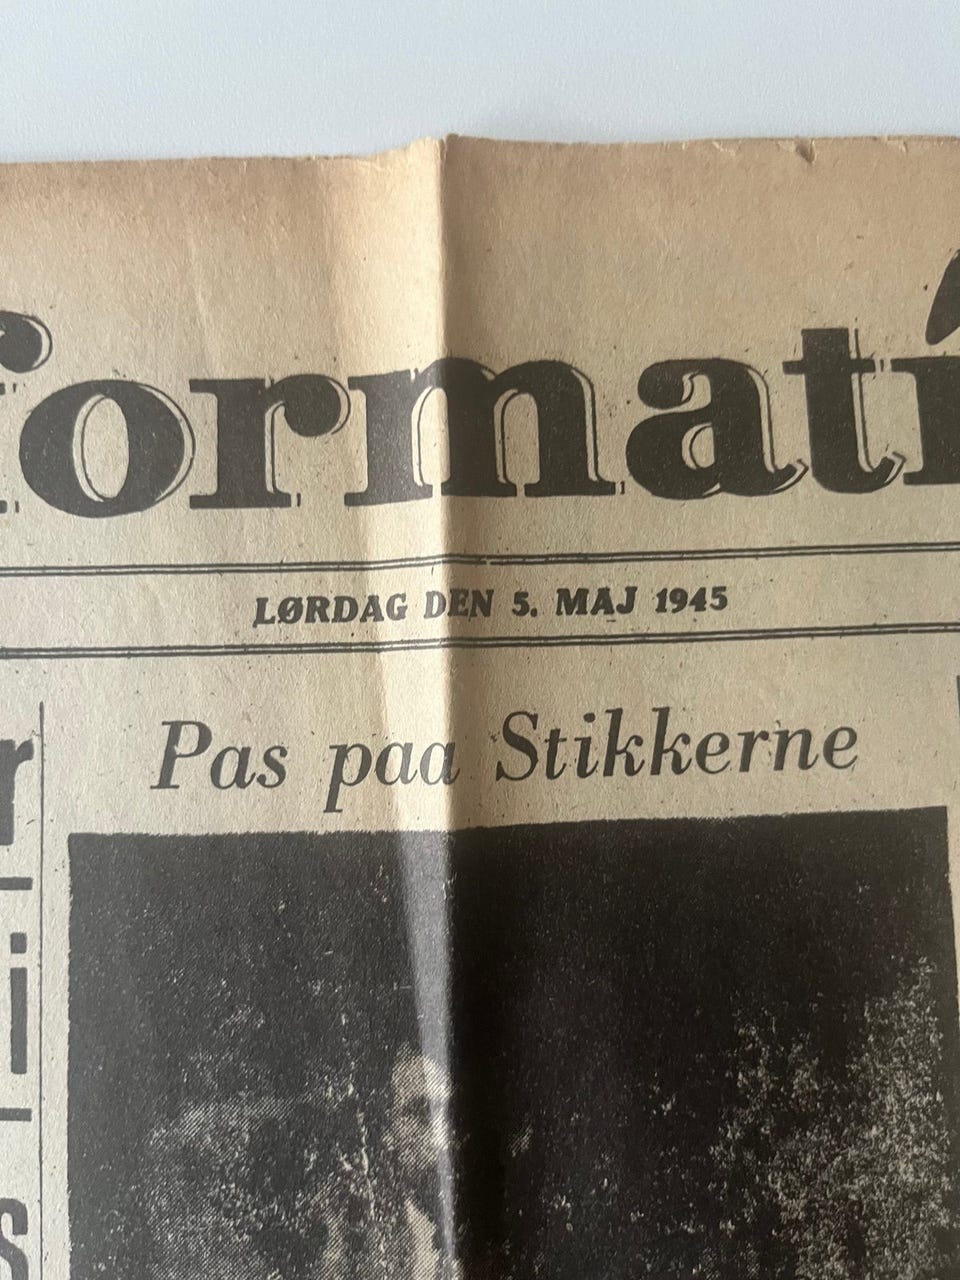 formati
LØRDAG DEN 5. MAJ 1945
Pas paa Stikkerne
r
i
s